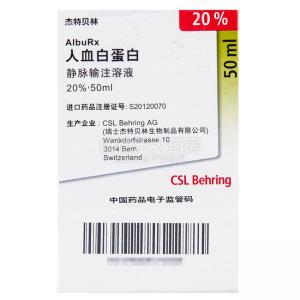 杰特贝林
20%
AlbuRx
人血白蛋白
静脉输注溶液
20%·50ml
50 ml
进口药品注册证号：S20120070
生产企业：CSL Behring AG
（瑞士杰特贝林生物制品有限公司）
Wankdorfstrasse 10
3014 Bern
Switzerland
CSL Behring
中国药品电子监管码